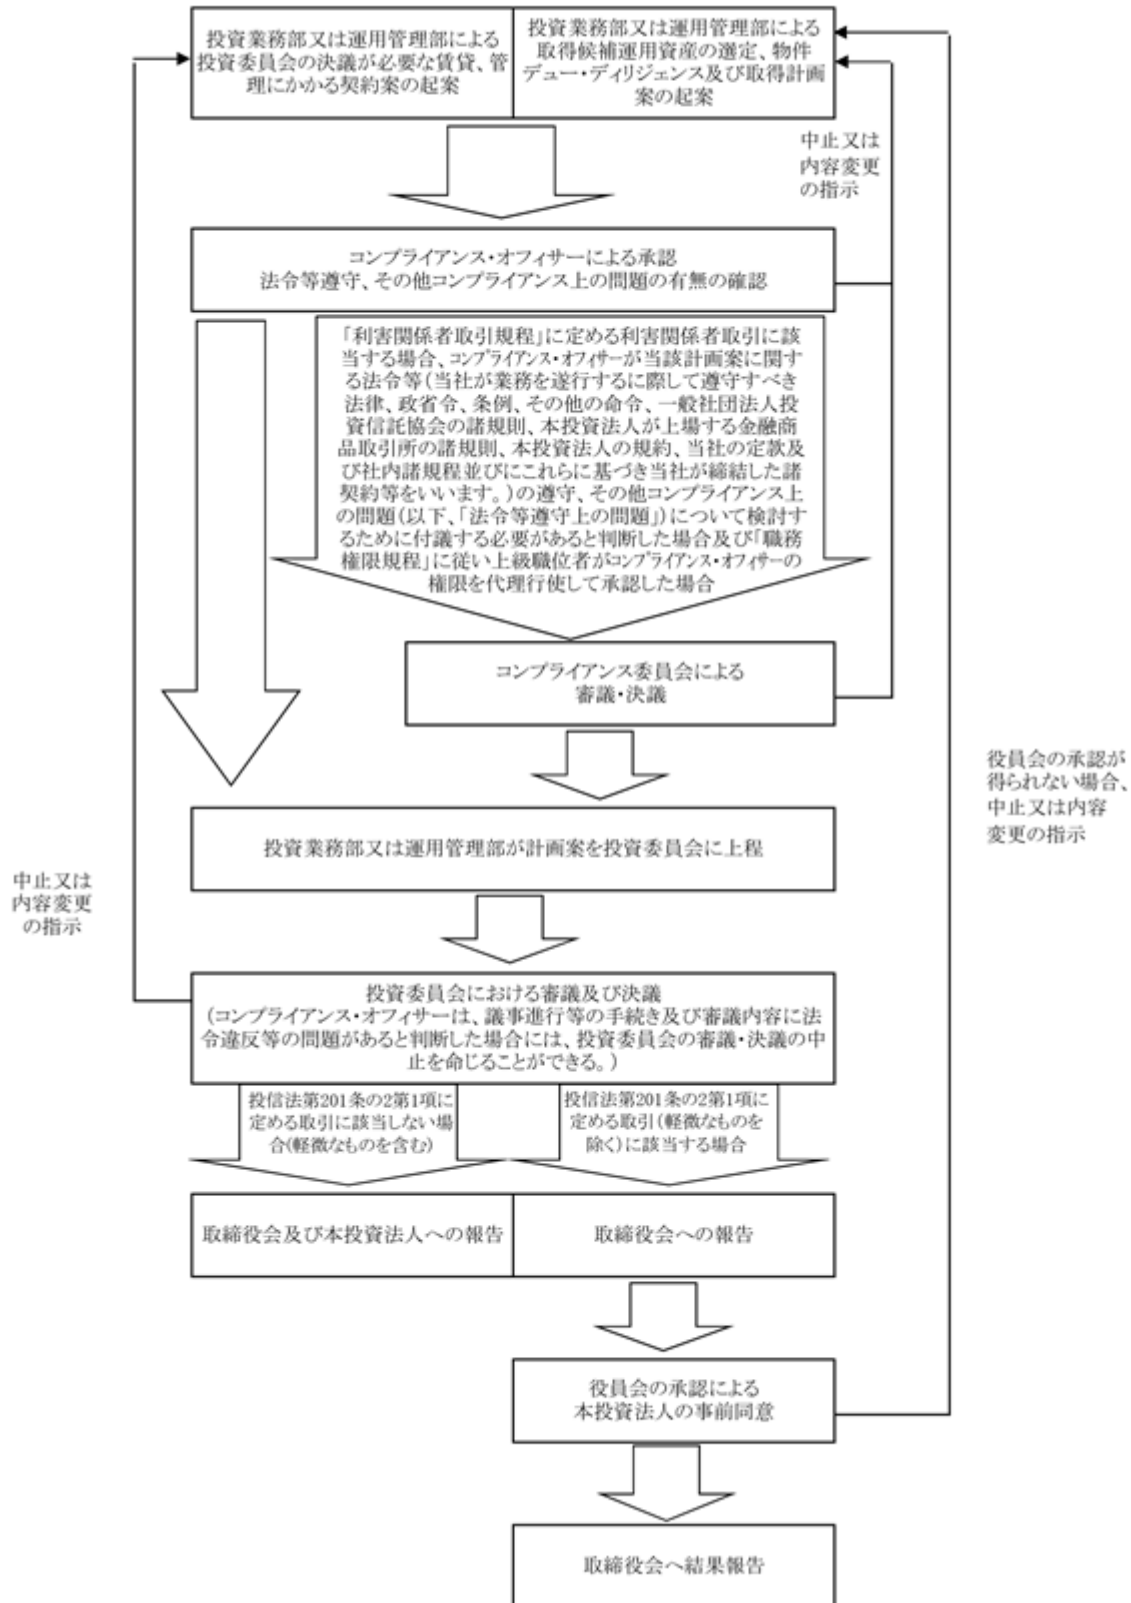 投資業務部又は運用管理部による
投資委員会の決議が必要な賃貸、管
理にかかる契約案の起案
投資業務部又は運用管理部による
取得候補運用資産の選定、物件
デュー・ディリジェンス及び取得計画
案の起案
中止又は
内容変更
の指示
コンプライアンス・オフィサーによる承認
法令等遵守、その他コンプライアンス上の問題の有無の確認
「利害関係者取引規程」に定める利害関係者取引に該
当する場合、コンプライアンス・オフィサーが当該計画案に関す
る法令等(当社が業務を遂行するに際して遵守すべき
法律、政省令、条例、その他の命令、一般社団法人投
資信託協会の諸規則、本投資法人が上場する金融商
品取引所の諸規則、本投資法人の規約、当社の定款及
び社内諸規程並びにこれらに基づき当社が締結した諸
契約等をいいます。)の遵守、その他コンプライアンス上
の問題(以下、「法令等遵守上の問題」)について検討す
るために付議する必要があると判断した場合及び「職務
権限規程」に従い上級職位者がコンプライアンス・オフィサーの
権限を代理行使して承認した場合
コンプライアンス委員会による
審議・決議
役員会の承認が
得られない場合、
中止又は内容
変更の指示
投資業務部又は運用管理部が計画案を投資委員会に上程
中止又は
内容変更
の指示
投資委員会における審議及び決議
(コンプライアンス・オフィサーは、議事進行等の手続き及び審議内容に法
令違反等の問題があると判断した場合には、投資委員会の審議・決議の中
止を命じることができる。)
投信法第201条の2第1項に
定める取引に該当しない場
合(軽微なものを含む)
投信法第201条の2第1項に
定める取引(軽微なものを
除く)に該当する場合
取締役会及び本投資法人への報告
取締役会への報告
役員会の承認による
本投資法人の事前同意
取締役会へ結果報告